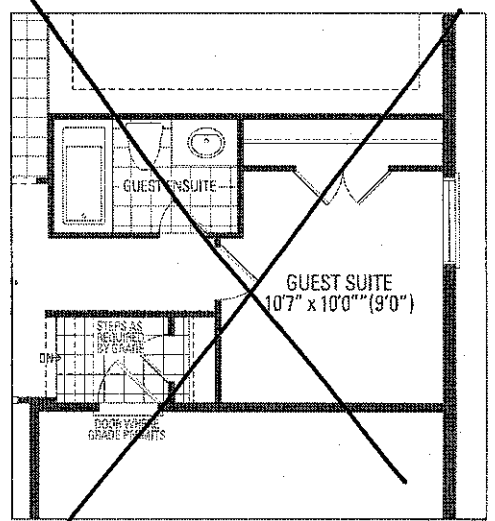 GUEST ENSUITE
GUEST SUITE
10'7" x 10'0""(9'0")
STEPS AS
REQUIRED
BY GRADE
DN
DOOR WHERE
GRADE PERMITS